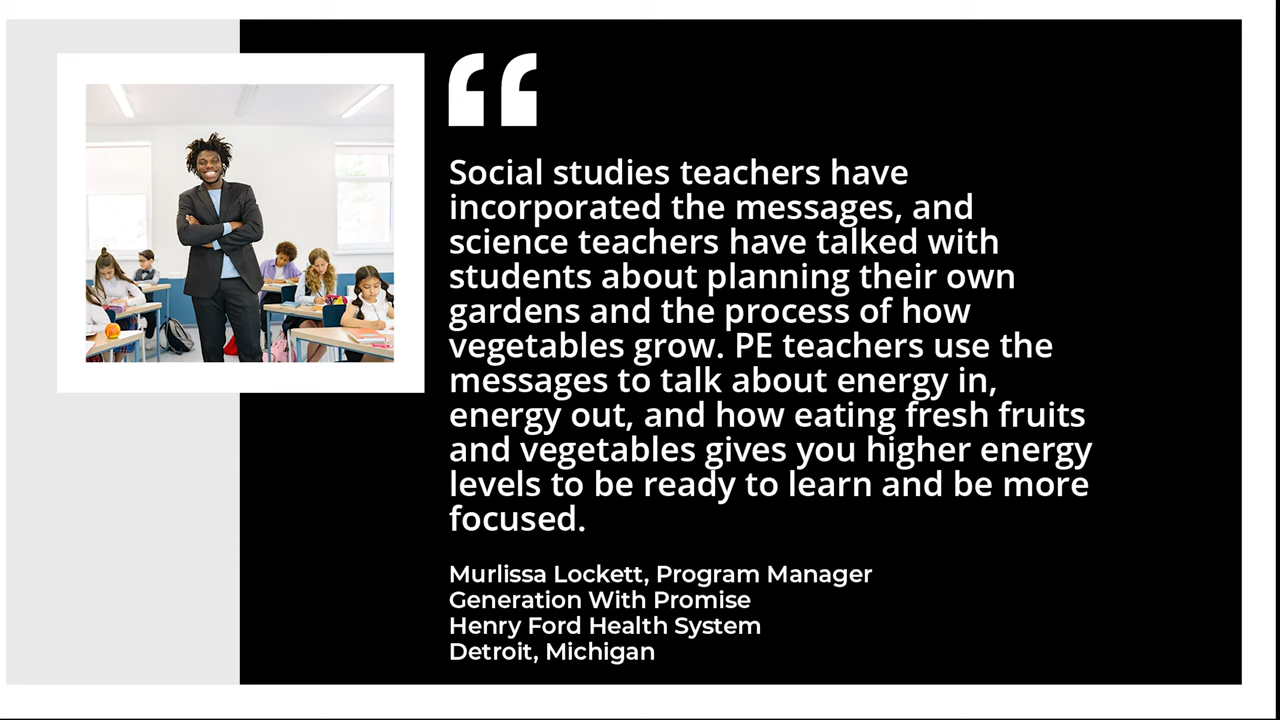 “
Social studies teachers have
incorporated the messages, and
science teachers have talked with
students about planning their own
gardens and the process of how
vegetables grow. PE teachers use the
messages to talk about energy in,
energy out, and how eating fresh fruits
and vegetables gives you higher energy
levels to be ready to learn and be more
focused.
Murlissa Lockett, Program Manager
Generation With Promise
Henry Ford Health System
Detroit, Michigan